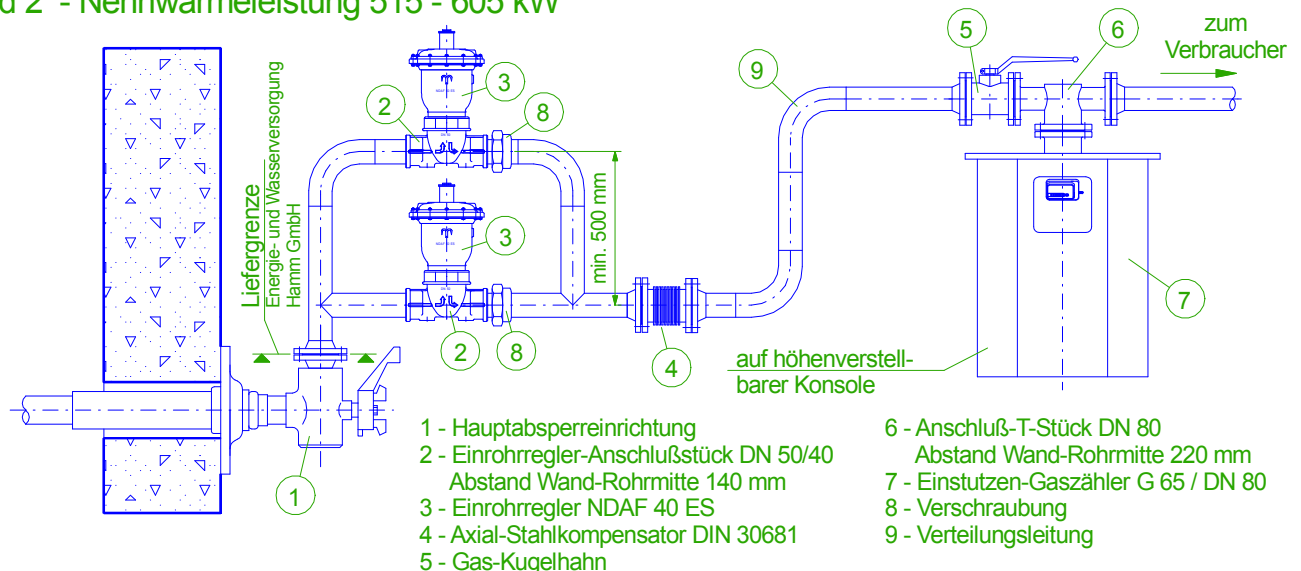 d 2" - Nennwärmeleistung 515 - 605 kW
zum
Verbraucher
5
6
9
3
2
8
Liefergrenze
Energie- und Wasserversorgung
Hamm GmbH
min. 500 mm
3
2
8
4
7
auf höhenverstell-
barer Konsole
1
1 - Hauptabsperreinrichtung
2 - Einrohrregler-Anschlußstück DN 50/40
Abstand Wand-Rohrmitte 140 mm
3 - Einrohrregler NDAF 40 ES
4 - Axial-Stahlkompensator DIN 30681
5 - Gas-Kugelhahn
6 - Anschluß-T-Stück DN 80
Abstand Wand-Rohrmitte 220 mm
7 - Einstutzen-Gaszähler G 65 / DN 80
8 - Verschraubung
9 - Verteilungsleitung